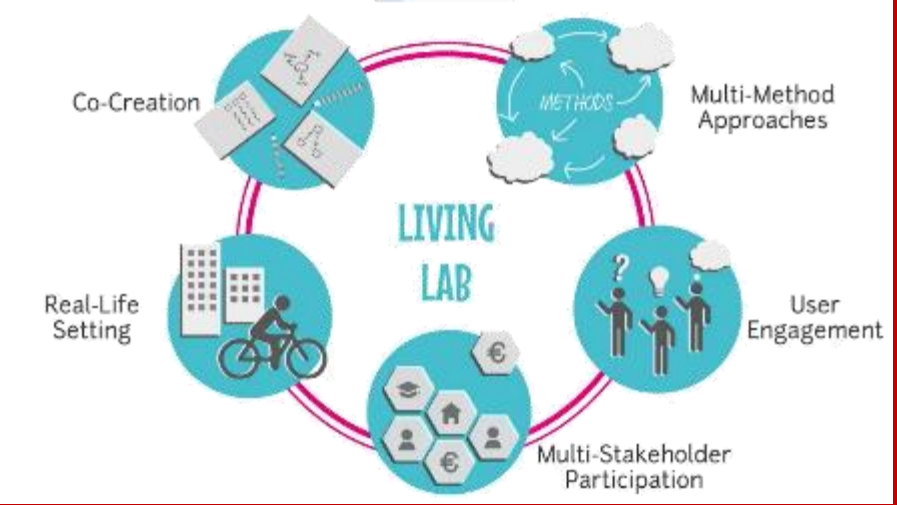 Co-Creation
METHODS
Multi-Method
Approaches
LIVING
LAB
Real-Life
Setting
?
User
Engagement
€
€
Multi-Stakeholder
Participation